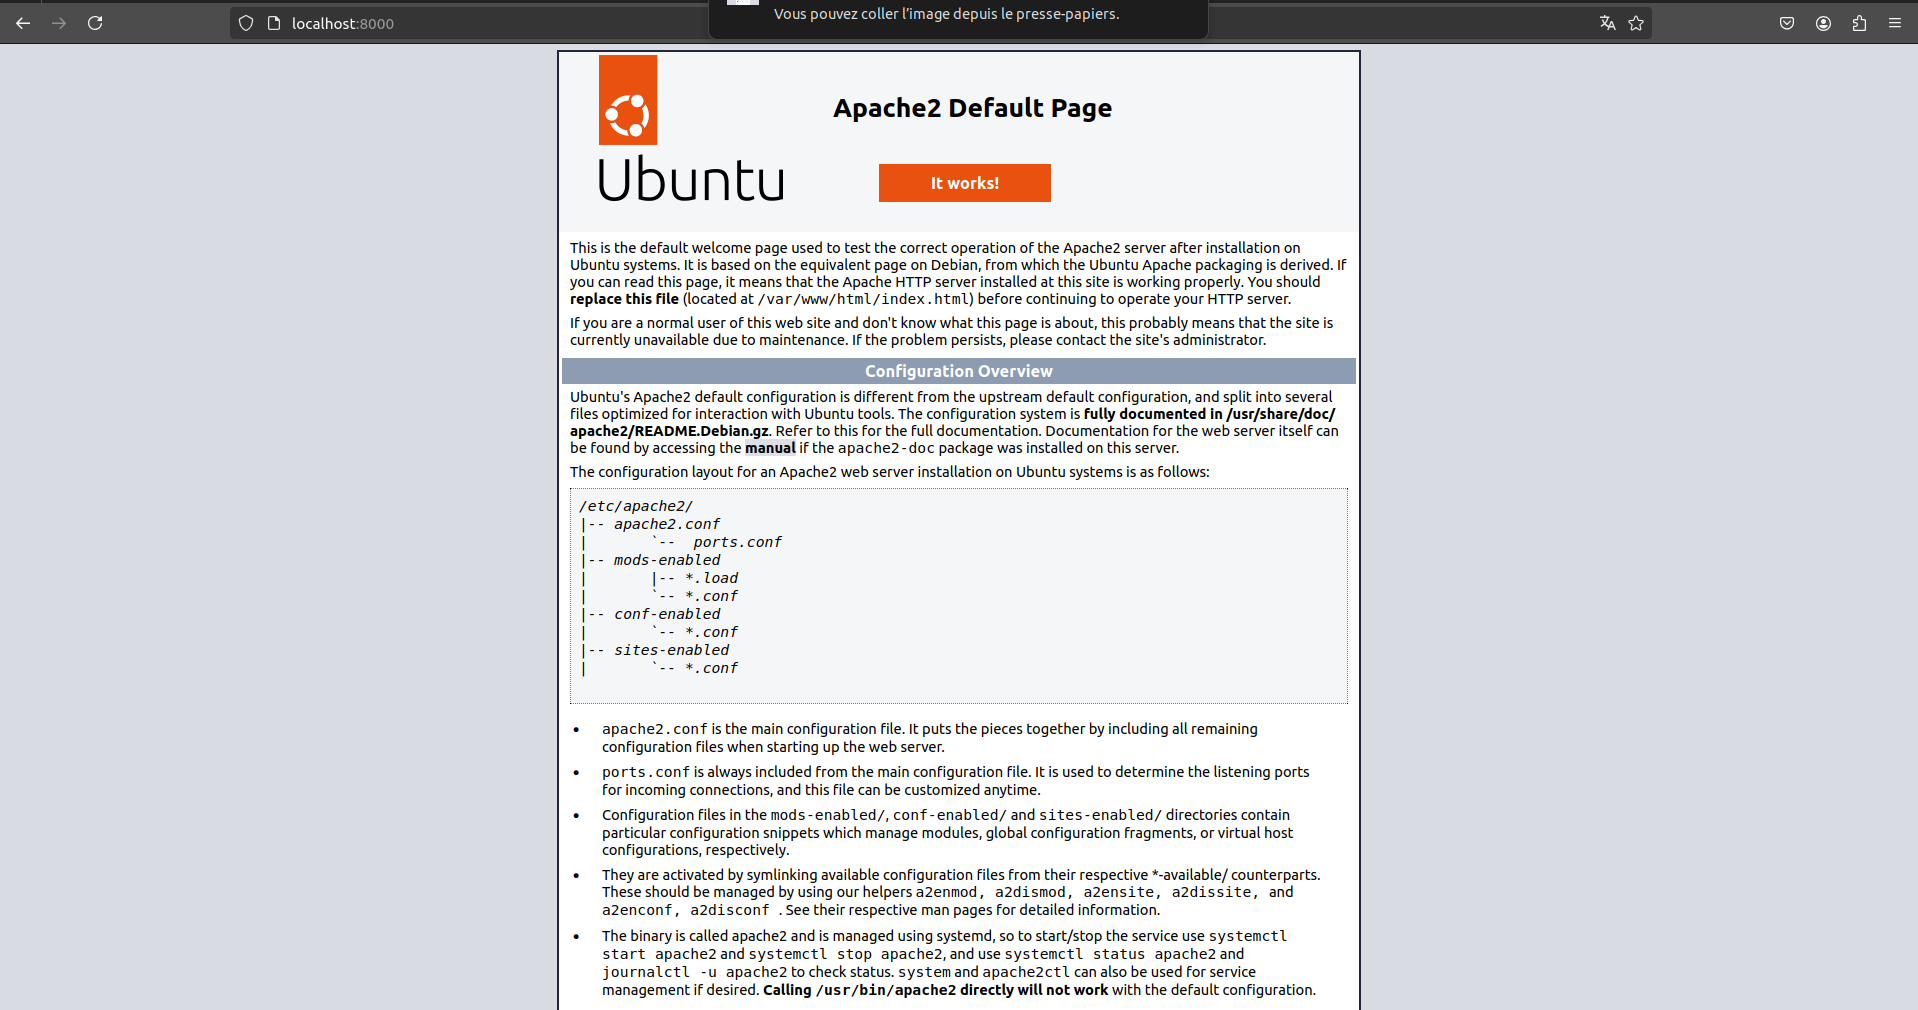 localhost:8000
Vous pouvez coller l'image depuis le presse-papiers.
Apache2 Default Page
Ubuntu
It works!
This is the default welcome page used to test the correct operation of the Apache2 server after installation on
Ubuntu systems. It is based on the equivalent page on Debian, from which the Ubuntu Apache packaging is derived. If
you can read this page, it means that the Apache HTTP server installed at this site is working properly. You should
replace this file (located at /var/www/html/index.html) before continuing to operate your HTTP server.
If you are a normal user of this web site and don't know what this page is about, this probably means that the site is
currently unavailable due to maintenance. If the problem persists, please contact the site's administrator.
Configuration Overview
Ubuntu's Apache2 default configuration is different from the upstream default configuration, and split into several
files optimized for interaction with Ubuntu tools. The configuration system is fully documented in /usr/share/doc/
apache2/README.Debian.gz. Refer to this for the full documentation. Documentation for the web server itself can
be found by accessing the manual if the apache2-doc package was installed on this server.
The configuration layout for an Apache2 web server installation on Ubuntu systems is as follows:
/etc/apache2/
|-- apache2.conf
|       `--  ports.conf
|-- mods-enabled
|       |-- *.load
|       `-- *.conf
|-- conf-enabled
|       `-- *.conf
|-- sites-enabled
|       `-- *.conf
• apache2.conf is the main configuration file. It puts the pieces together by including all remaining
configuration files when starting up the web server.
• ports.conf is always included from the main configuration file. It is used to determine the listening ports
for incoming connections, and this file can be customized anytime.
• Configuration files in the mods-enabled/, conf-enabled/ and sites-enabled/ directories contain
particular configuration snippets which manage modules, global configuration fragments, or virtual host
configurations, respectively.
• They are activated by symlinking available configuration files from their respective *-available/ counterparts.
These should be managed by using our helpers a2enmod, a2dismod, a2ensite, a2dissite, and
a2enconf, a2disconf . See their respective man pages for detailed information.
• The binary is called apache2 and is managed using systemd, so to start/stop the service use systemctl
start apache2 and systemctl stop apache2, and use systemctl status apache2 and
journalctl -u apache2 to check status. system and apache2ctl can also be used for service
management if desired. Calling /usr/bin/apache2 directly will not work with the default configuration.